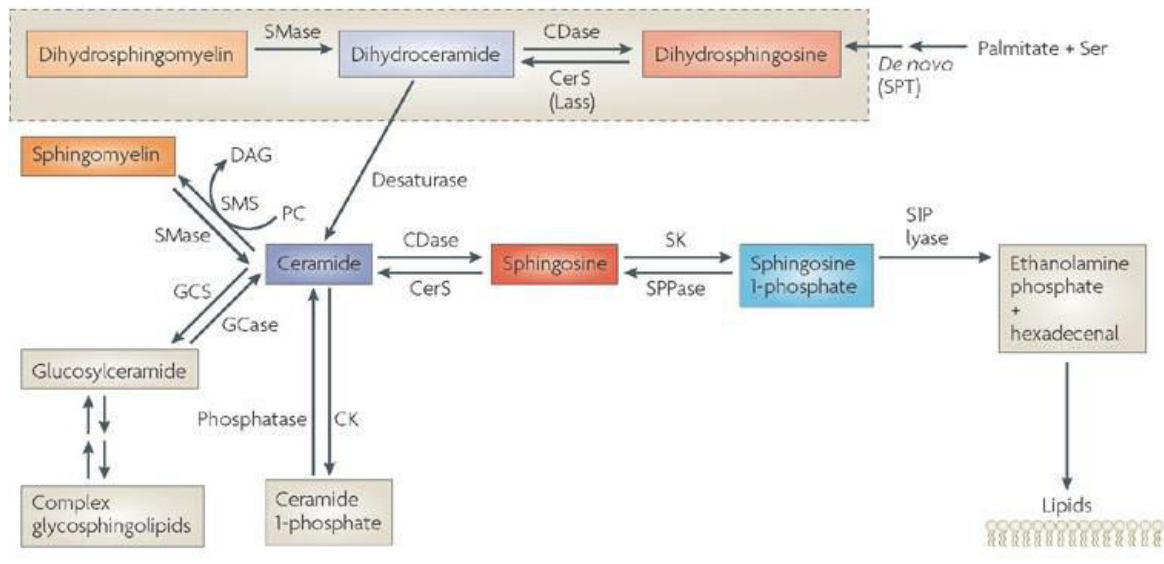 SMase
CDase
Dihydrosphingomyelin
Dihydroceramide
Dihydrosphingosine
Palmitate + Ser
CerS
(Lass)
De novo
(SPT)
Sphingomyelin
DAG
SMS
PC
SMase
Desaturase
Ceramide
CDase
CerS
Sphingosine
SK
SPPase
Sphingosine
1-phosphate
SIP
lyase
Ethanolamine
phosphate
+
hexadecenal
GCS
GCase
Glucosylceramide
Phosphatase
CK
Complex
glycosphingolipids
Ceramide
1-phosphate
Lipids